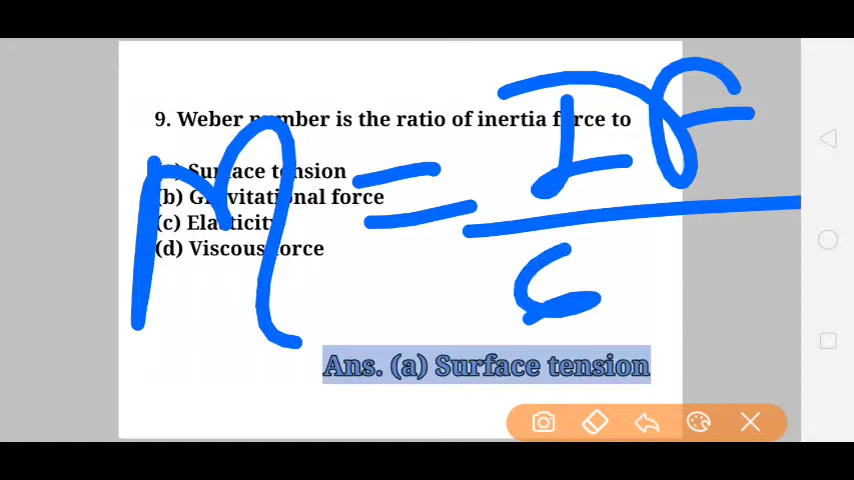 9. Weber number is the ratio of inertia force to
(a) Surface tension
(b) Gravitational force
(c) Elasticity
(d) Viscous force
= IF
Ans. (a) Surface tension